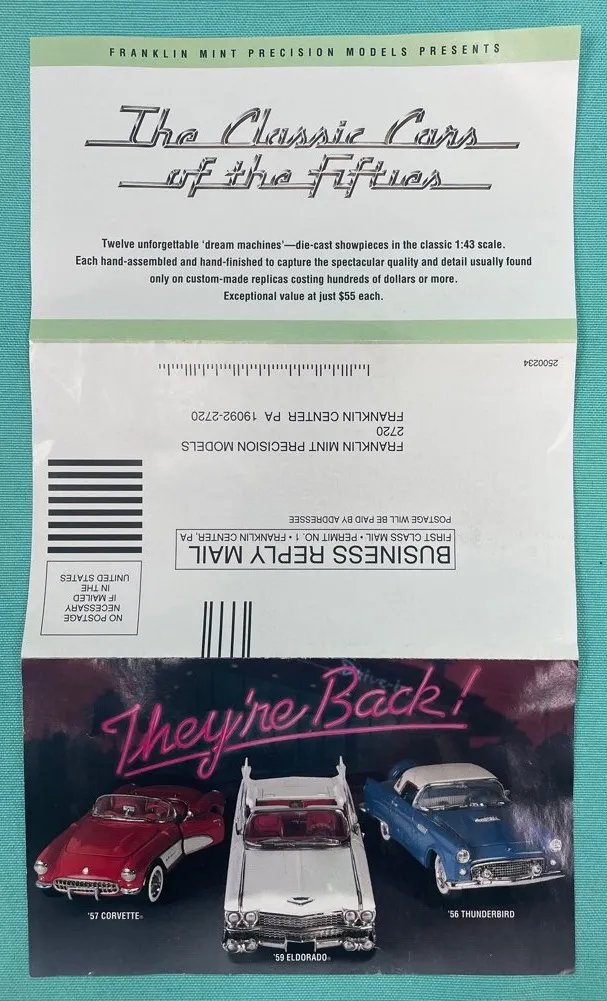 FRANKLIN MINT PRECISION MODELS PRESENTS
The Classic Cars
of the Fifties
Twelve unforgettable ‘dream machines’—die-cast showpieces in the classic 1:43 scale.
Each hand-assembled and hand-finished to capture the spectacular quality and detail usually found
only on custom-made replicas costing hundreds of dollars or more.
Exceptional value at just $55 each.
NO POSTAGE
NECESSARY
IF MAILED
IN THE
UNITED STATES
BUSINESS REPLY MAIL
FIRST CLASS MAIL • PERMIT NO. 1 • FRANKLIN CENTER, PA
POSTAGE WILL BE PAID BY ADDRESSEE
FRANKLIN MINT PRECISION MODELS
2720
FRANKLIN CENTER PA 19092-2720
2500234
Drive-in
They're Back!
'57 CORVETTE®
'59 ELDORADO®
'56 THUNDERBIRD